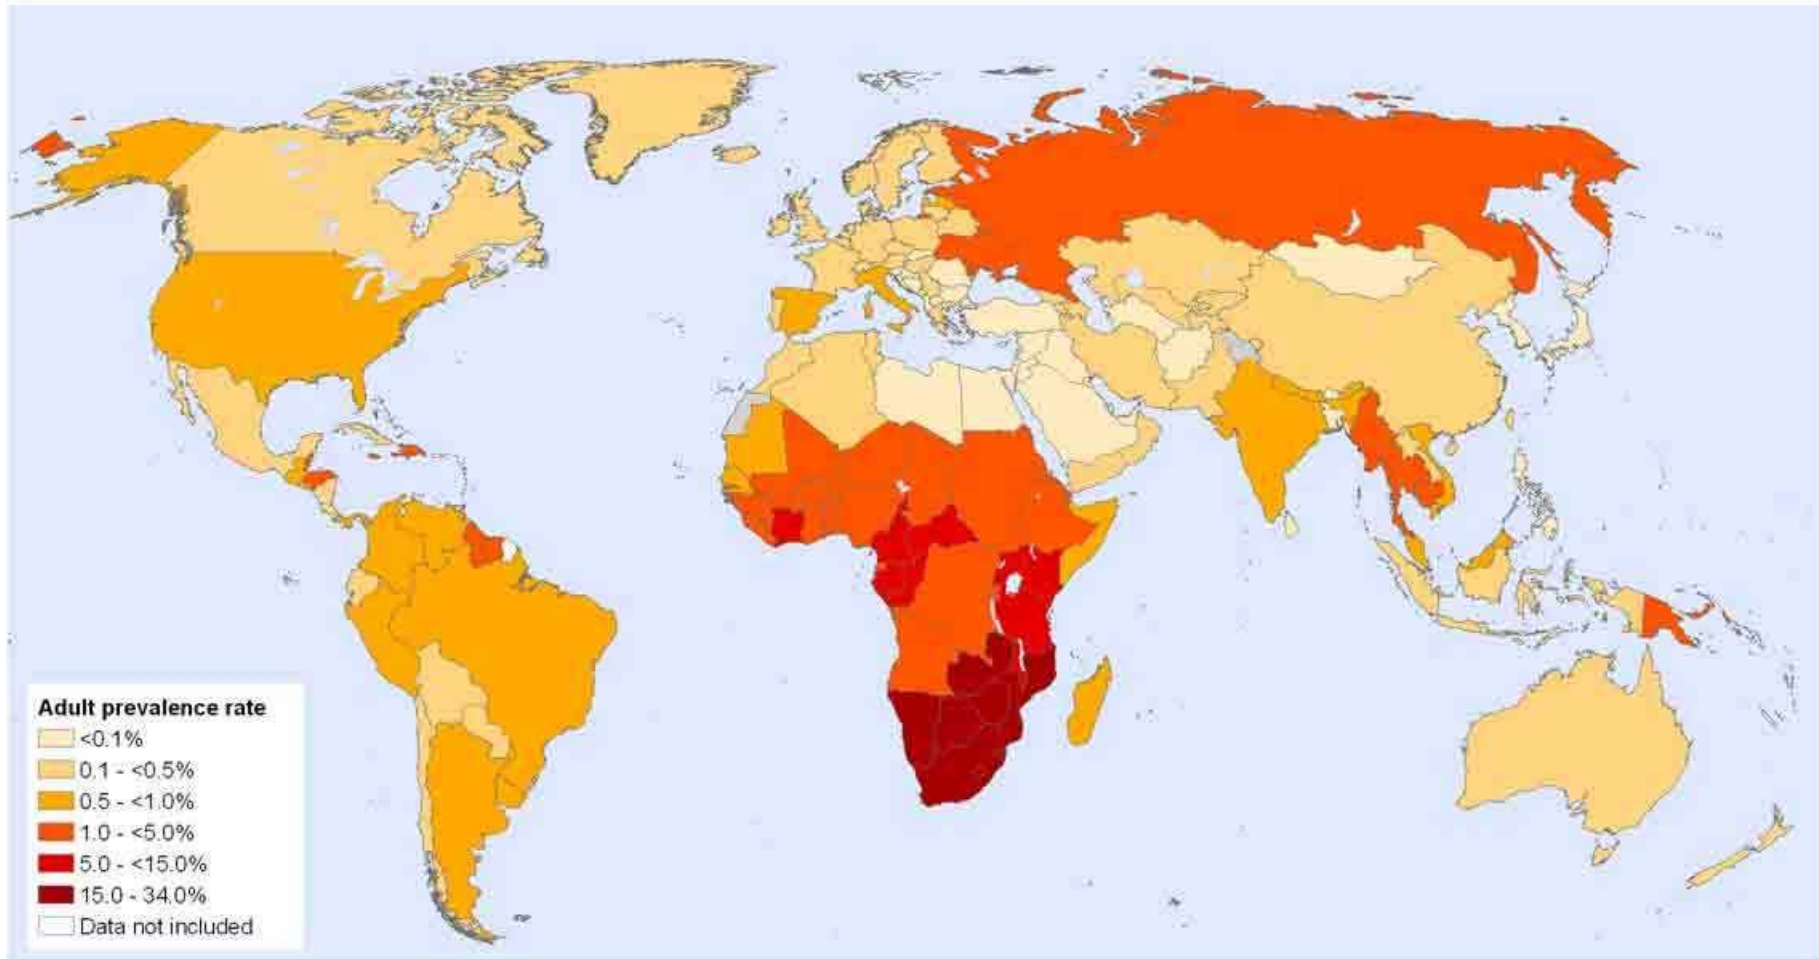 Adult prevalence rate
<0.1%
0.1 - <0.5%
0.5 - <1.0%
1.0 - <5.0%
5.0 - <15.0%
15.0 - 34.0%
Data not included